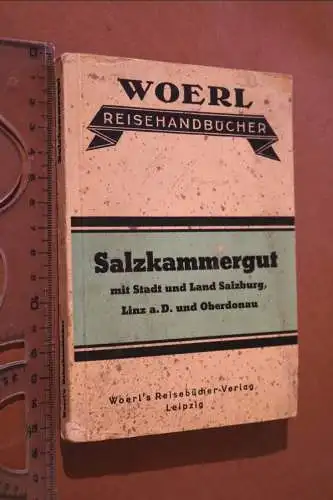 WOERL
REISEHANDBÜCHER
Salzkammergut
mit Stadt und Land Salzburg,
Linz a. D. und Oberdonau
Woerl's Reisebücher-Verlag
Leipzig